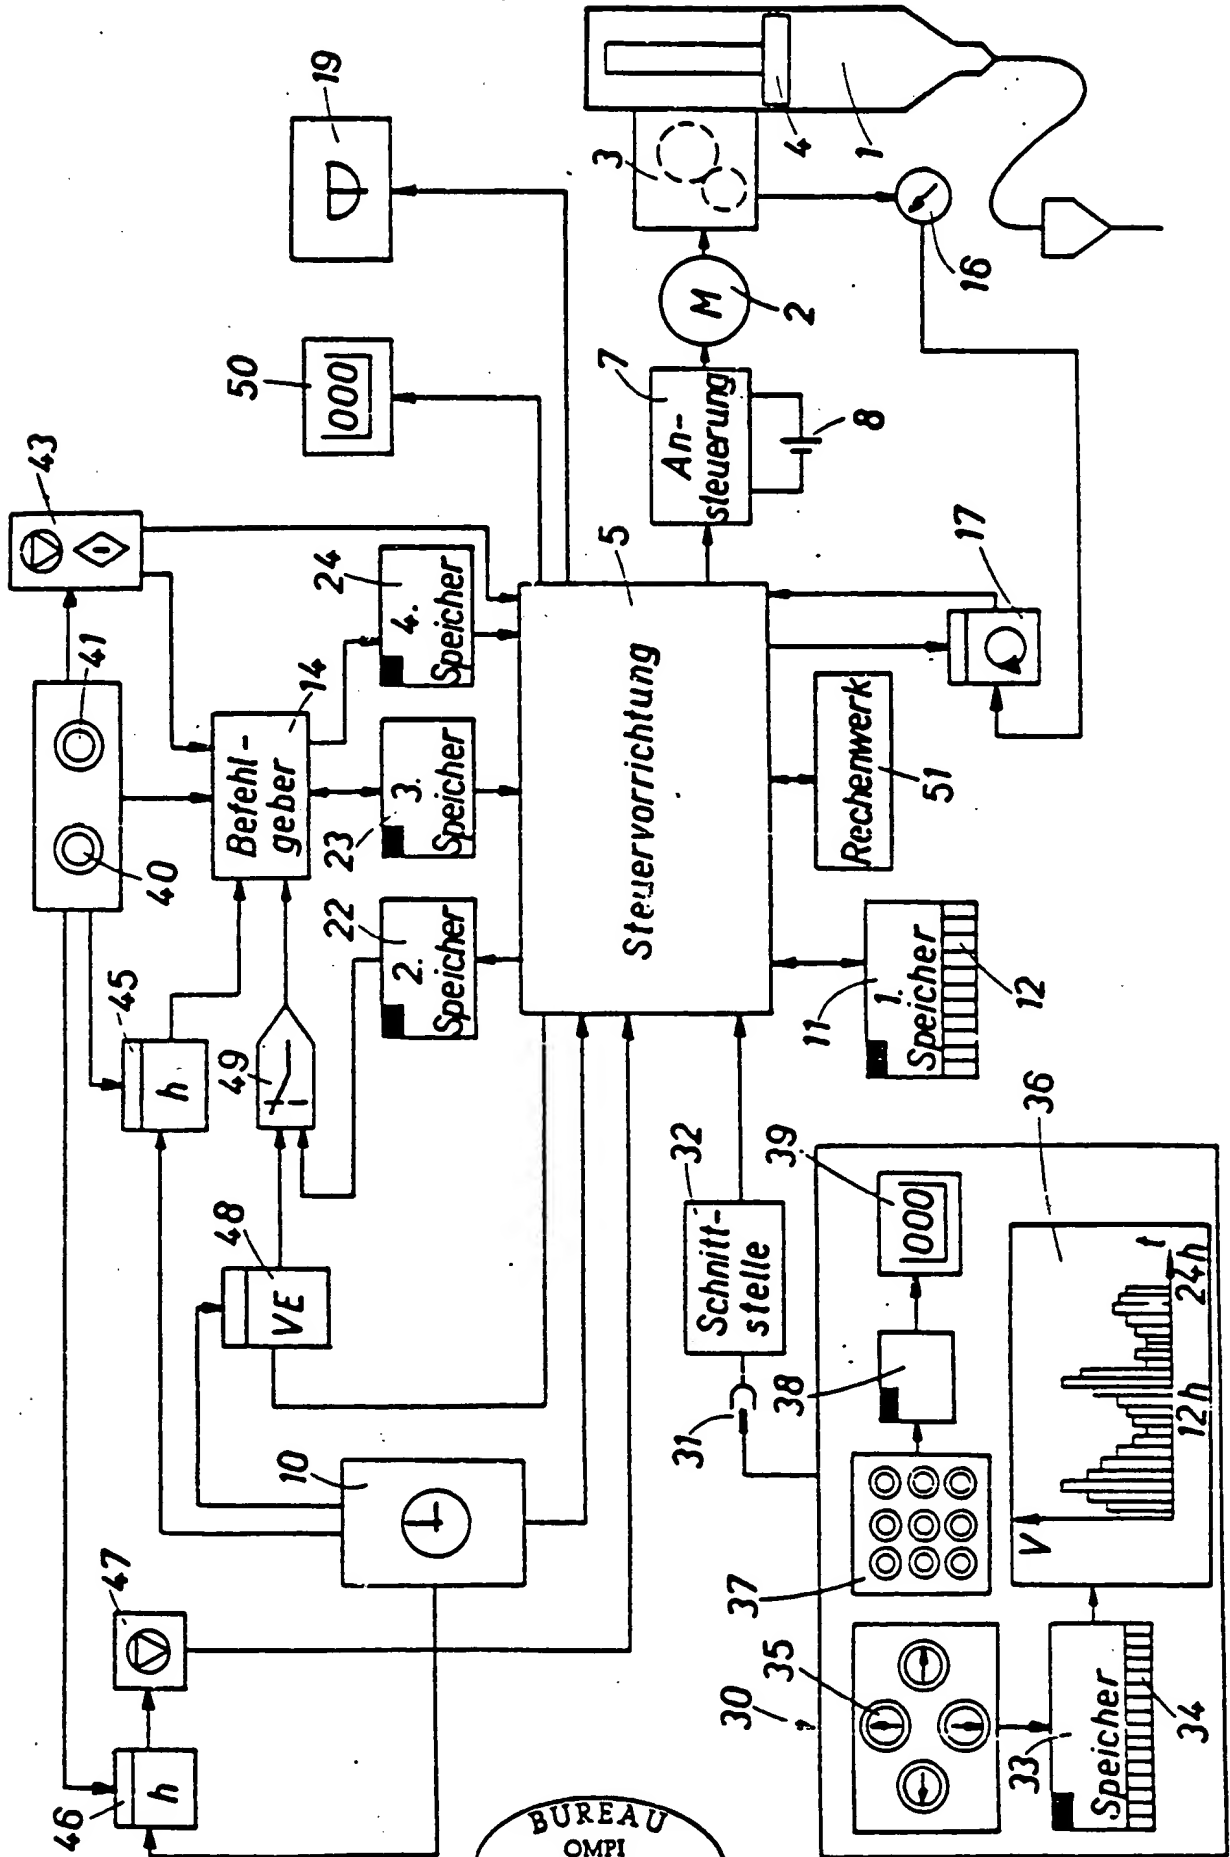 46
h
47
10
45
h
40
41
43
48
VE
49
Befehl-
geber
14
50
000
19
22
2.
Speicher
23
3.
Speicher
24
4.
Speicher
Steuervorrichtung
5
An-
steuerung
7
8
M
2
3
4
1
16
17
Rechenwerk
51
11
1.
Speicher
12
Schnitt-
stelle
32
31
30
35
33
Speicher
34
37
38
39
000
36
V
12h
24h
t
BUREAU
OMPI